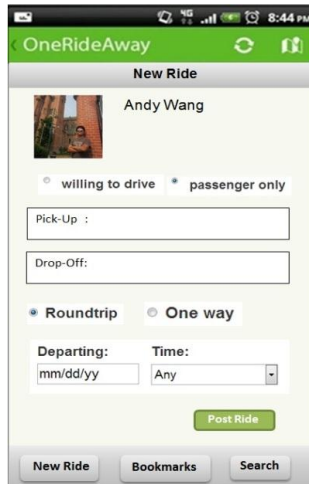 4G 8:44 PM
OneRideAway
New Ride
Andy Wang
willing to drive passenger only
Pick-Up :
Drop-Off:
Roundtrip One way
Departing: Time:
mm/dd/yy Any
Post Ride
New Ride Bookmarks Search